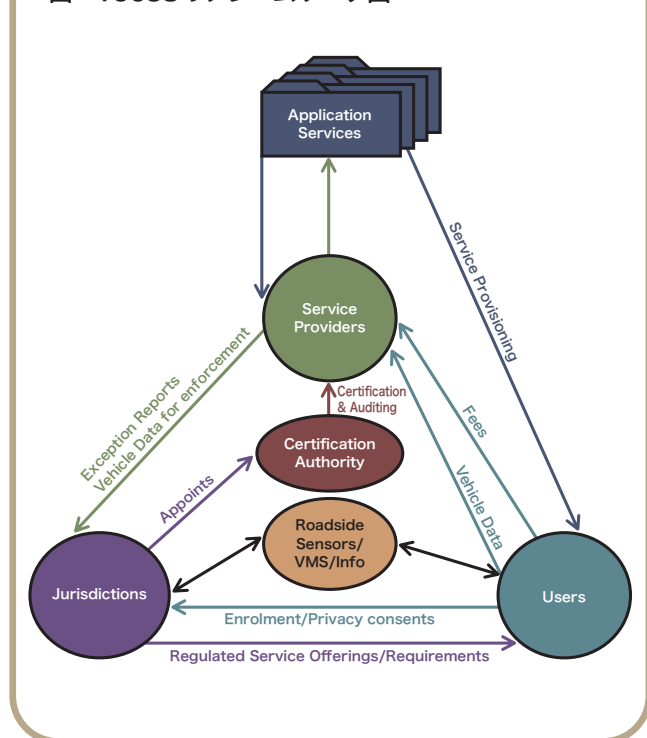 Application
Services
Service Provisioning
Service
Providers
Exception Reports
Vehicle Data for enforcement
Certification
& Auditing
Fees
Certification
Authority
Appoints
Vehicle Data
Roadside
Sensors/
VMS/Info
Jurisdictions
Users
Enrolment/Privacy consents
Regulated Service Offerings/Requirements